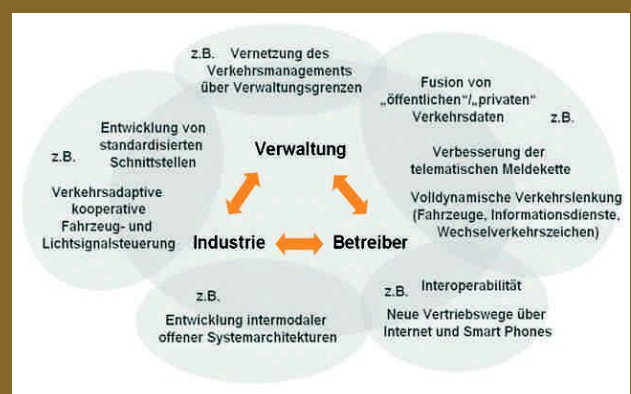 z.B. Vernetzung des
Verkehrsmanagements
über Verwaltungsgrenzen
Fusion von
„öffentlichen“/„privaten“
Verkehrsdaten z.B.
Verbesserung der
telematischen Meldekette
Volldynamische Verkehrslenkung
(Fahrzeuge, Informationsdienste,
Wechselverkehrszeichen)
Entwicklung von
standardisierten
z.B. Schnittstellen
Verkehrsadaptive
kooperative
Fahrzeug- und
Lichtsignalsteuerung
Verwaltung
Industrie
Betreiber
z.B.
Entwicklung intermodaler
offener Systemarchitekturen
z.B. Interoperabilität
Neue Vertriebswege über
Internet und Smart Phones